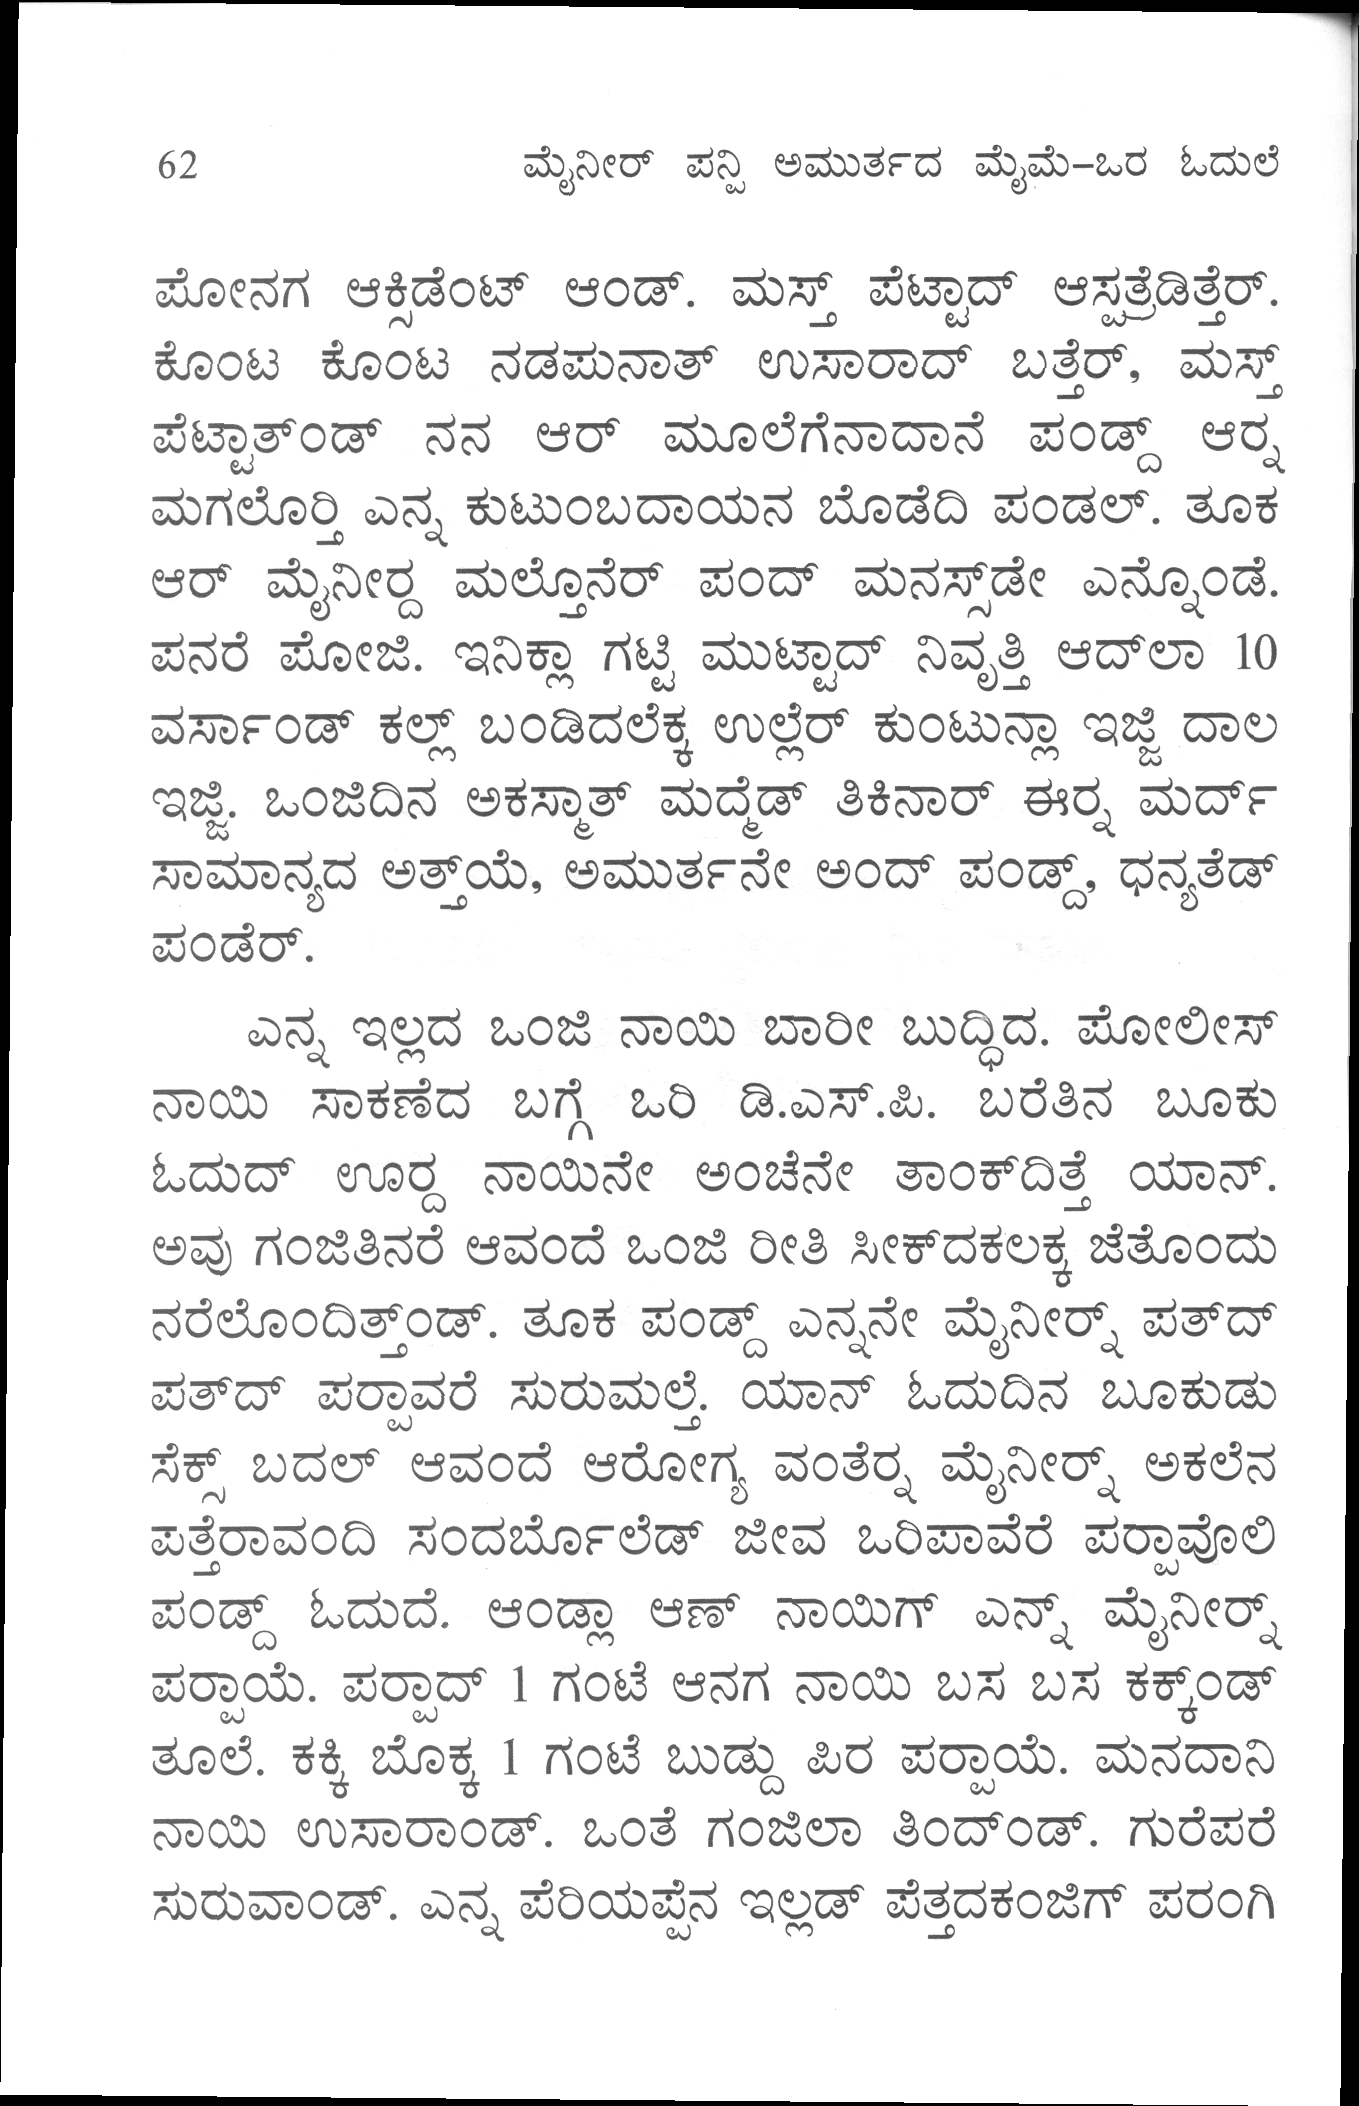 62 ಮೈನೀರ್ ಪನ್ಪಿ ಅಮುರ್ತದ ಮೈಮೆ-ಒರ ಓದುಲೆ
ಪೋನಗ ಆಕ್ಸಿಡೆಂಟ್ ಆಂಡ್. ಮಸ್ತ್ ಪೆಟ್ಟಾದ್ ಆಸ್ಪತ್ರೆಡಿತ್ತೆರ್.
ಕೊಂಟ ಕೊಂಟ ನಡಪುನಾತ್ ಉಸಾರಾದ್ ಬತ್ತೆರ್, ಮಸ್ತ್
ಪೆಟ್ಟಾತ್‌ಂಡ್ ನನ ಆರ್ ಮೂಲೆಗೆನಾದಾನೆ ಪಂಡ್ದ್ ಆರ‍್ನ
ಮಗಲೊರ‍್ತಿ ಎನ್ನ ಕುಟುಂಬದಾಯನ ಬೊಡೆದಿ ಪಂಡಲ್. ತೂಕ
ಆರ್ ಮೈನೀರ‍್ದ ಮಲ್ತೊನೆರ್ ಪಂದ್ ಮನಸ್ಸ್‌ಡೇ ಎನ್ನೊಂಡೆ.
ಪನರೆ ಪೋಜಿ. ಇನಿಕ್ಲಾ ಗಟ್ಟಿ ಮುಟ್ಟಾದ್ ನಿವೃತ್ತಿ ಆದ್‌ಲಾ 10
ವರ್ಸಾಂಡ್ ಕಲ್ಲ್ ಬಂಡಿದಲೆಕ್ಕ ಉಲ್ಲೆರ್ ಕುಂಟುನ್ಲಾ ಇಜ್ಜಿ ದಾಲ
ಇಜ್ಜಿ. ಒಂಜಿದಿನ ಅಕಸ್ಮಾತ್ ಮದ್ಮೆಡ್ ತಿಕಿನಾರ್ ಈರ‍್ನ ಮರ್ದ್
ಸಾಮಾನ್ಯದ ಅತ್ತ್‌ಯೆ, ಅಮುರ್ತನೇ ಅಂದ್ ಪಂಡ್ದ್, ಧನ್ಯತೆಡ್
ಪಂಡೆರ್.
ಎನ್ನ ಇಲ್ಲದ ಒಂಜಿ ನಾಯಿ ಬಾರೀ ಬುದ್ಧಿದ. ಪೋಲೀಸ್
ನಾಯಿ ಸಾಕಣೆದ ಬಗ್ಗೆ ಒರಿ ಡಿ.ಎಸ್.ಪಿ. ಬರೆತಿನ ಬೂಕು
ಓದುದ್ ಊರ‍್ದ ನಾಯಿನೇ ಅಂಚೆನೇ ತಾಂಕ್‌ದಿತ್ತೆ ಯಾನ್.
ಅವು ಗಂಜಿತಿನರೆ ಆವಂದೆ ಒಂಜಿ ರೀತಿ ಸೀಕ್‌ದಕಲಕ್ಕ ಜೆತೊಂದು
ನರೆಲೊಂದಿತ್ತ್‌ಂಡ್. ತೂಕ ಪಂಡ್ದ್ ಎನ್ನನೇ ಮೈನೀರ‍್ನ್ ಪತ್‌ದ್
ಪತ್‌ದ್ ಪರ‍್ಪಾವರೆ ಸುರುಮಲ್ತೆ. ಯಾನ್ ಓದುದಿನ ಬೂಕುಡು
ಸೆಕ್ಸ್ ಬದಲ್ ಆವಂದೆ ಆರೋಗ್ಯ ವಂತೆರ‍್ನ ಮೈನೀರ‍್ನ್ ಅಕಲೆನ
ಪತ್ತೆರಾವಂದಿ ಸಂದರ್ಬೊಲೆಡ್ ಜೀವ ಒರಿಪಾವೆರೆ ಪರ‍್ಪಾವೊಲಿ
ಪಂಡ್ದ್ ಓದುದೆ. ಆಂಡ್ಲಾ ಆಣ್ ನಾಯಿಗ್ ಎನ್ನ್ ಮೈನೀರ‍್ನ್
ಪರ‍್ಪಾಯೆ. ಪರ‍್ಪಾದ್ 1 ಗಂಟೆ ಆನಗ ನಾಯಿ ಬಸ ಬಸ ಕಕ್ಕ್‌ಂಡ್
ತೂಲೆ. ಕಕ್ಕಿ ಬೊಕ್ಕ 1 ಗಂಟೆ ಬುಡ್ದು ಪಿರ ಪರ‍್ಪಾಯೆ. ಮನದಾನಿ
ನಾಯಿ ಉಸಾರಾಂಡ್. ಒಂತೆ ಗಂಜಿಲಾ ತಿಂದ್‌ಂಡ್. ಗುರೆಪರೆ
ಸುರುವಾಂಡ್. ಎನ್ನ ಪೆರಿಯಪ್ಪೆನ ಇಲ್ಲಡ್ ಪೆತ್ತದಕಂಜಿಗ್ ಪರಂಗಿ